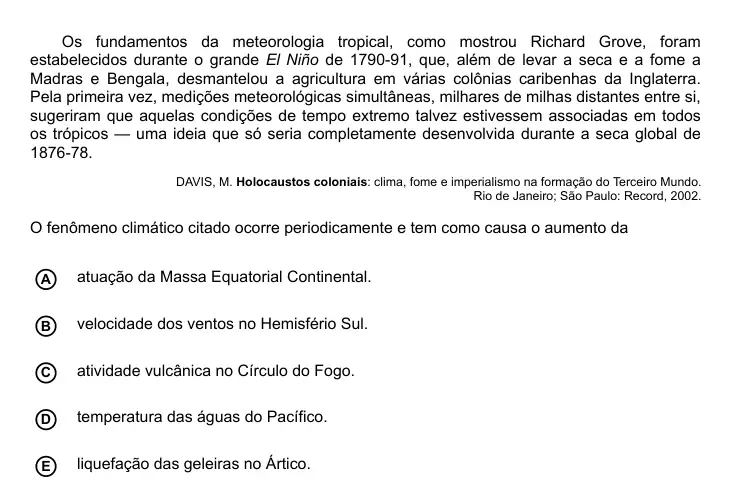 Os fundamentos da meteorologia tropical, como mostrou Richard Grove, foram
estabelecidos durante o grande El Niño de 1790-91, que, além de levar a seca e a fome a
Madras e Bengala, desmantelou a agricultura em várias colônias caribenhas da Inglaterra.
Pela primeira vez, medições meteorológicas simultâneas, milhares de milhas distantes entre si,
sugeriram que aquelas condições de tempo extremo talvez estivessem associadas em todos
os trópicos — uma ideia que só seria completamente desenvolvida durante a seca global de
1876-78.
DAVIS, M. Holocaustos coloniais: clima, fome e imperialismo na formação do Terceiro Mundo.
Rio de Janeiro; São Paulo: Record, 2002.
O fenômeno climático citado ocorre periodicamente e tem como causa o aumento da
A atuação da Massa Equatorial Continental.
B velocidade dos ventos no Hemisfério Sul.
C atividade vulcânica no Círculo do Fogo.
D temperatura das águas do Pacífico.
E liquefação das geleiras no Ártico.